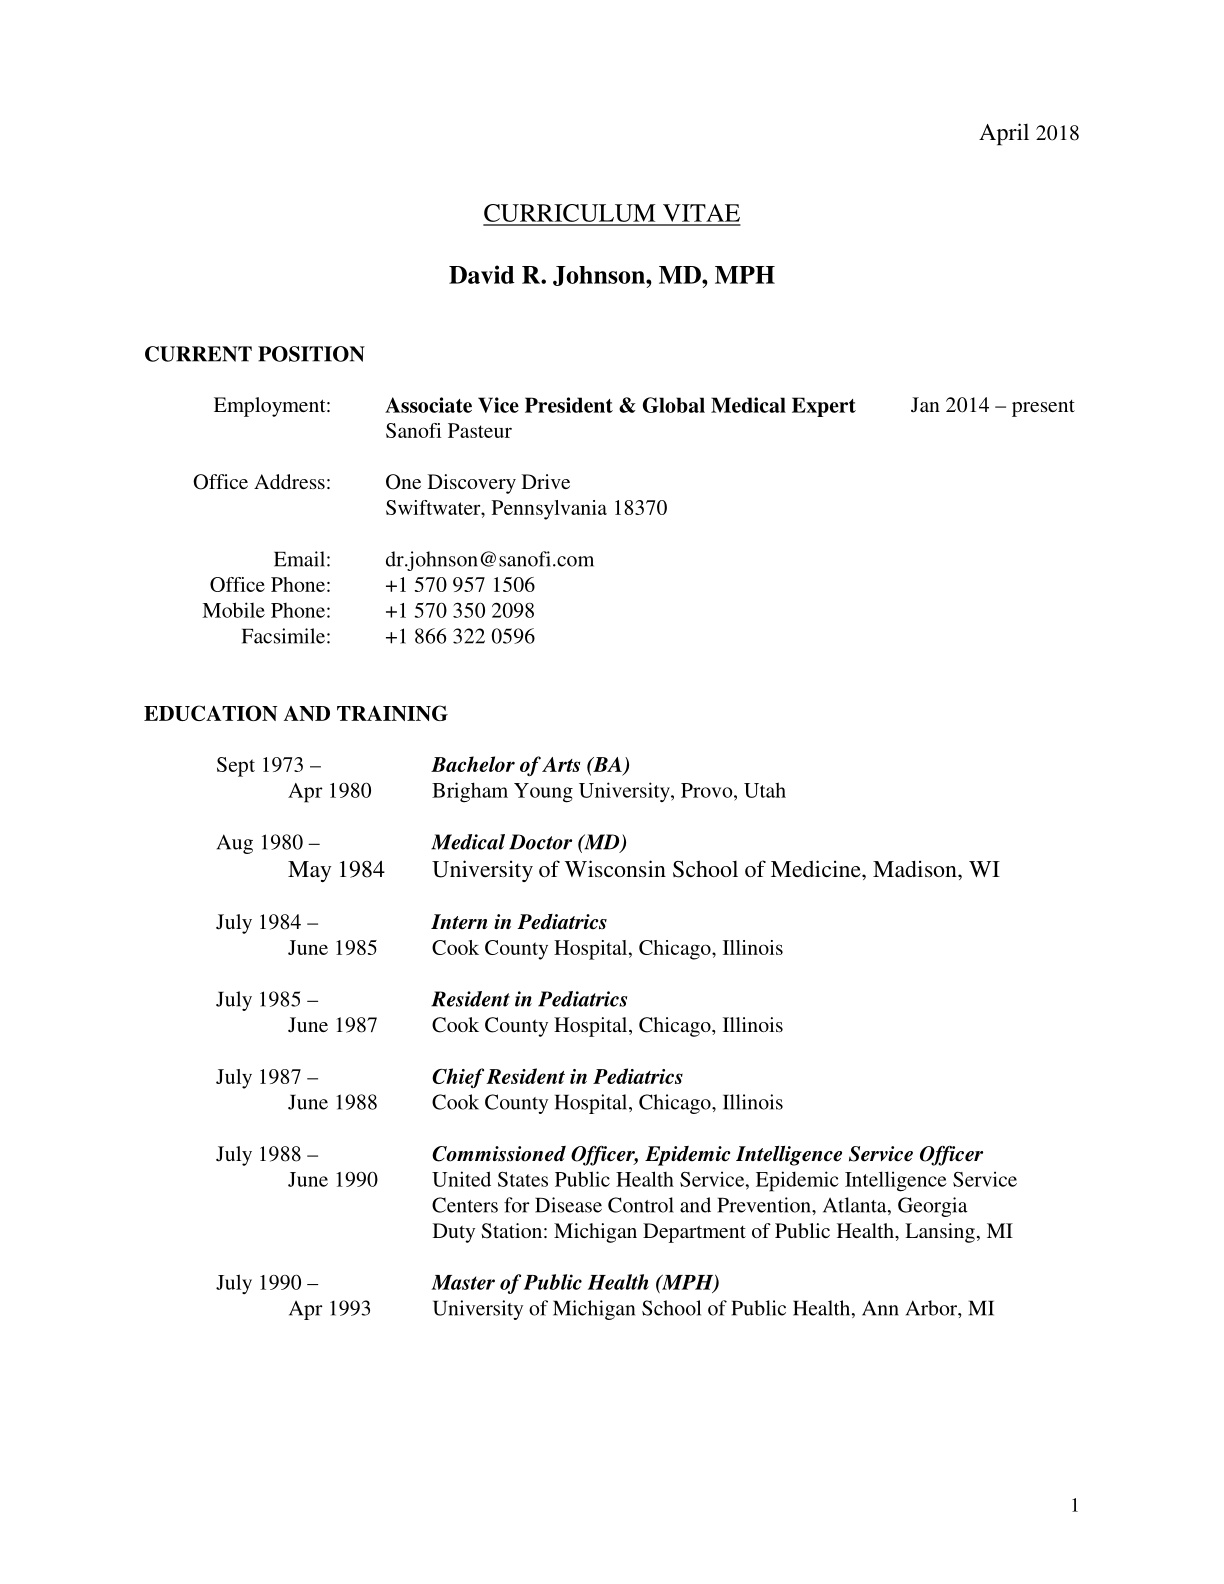 April 2018
CURRICULUM VITAE
David R. Johnson, MD, MPH
CURRENT POSITION
Employment: Associate Vice President & Global Medical Expert Jan 2014 – present
Sanofi Pasteur
Office Address: One Discovery Drive
Swiftwater, Pennsylvania 18370
Email: dr.johnson@sanofi.com
Office Phone: +1 570 957 1506
Mobile Phone: +1 570 350 2098
Facsimile: +1 866 322 0596
EDUCATION AND TRAINING
Sept 1973 – Bachelor of Arts (BA)
Apr 1980 Brigham Young University, Provo, Utah
Aug 1980 – Medical Doctor (MD)
May 1984 University of Wisconsin School of Medicine, Madison, WI
July 1984 – Intern in Pediatrics
June 1985 Cook County Hospital, Chicago, Illinois
July 1985 – Resident in Pediatrics
June 1987 Cook County Hospital, Chicago, Illinois
July 1987 – Chief Resident in Pediatrics
June 1988 Cook County Hospital, Chicago, Illinois
July 1988 – Commissioned Officer, Epidemic Intelligence Service Officer
June 1990 United States Public Health Service, Epidemic Intelligence Service
Centers for Disease Control and Prevention, Atlanta, Georgia
Duty Station: Michigan Department of Public Health, Lansing, MI
July 1990 – Master of Public Health (MPH)
Apr 1993 University of Michigan School of Public Health, Ann Arbor, MI
1